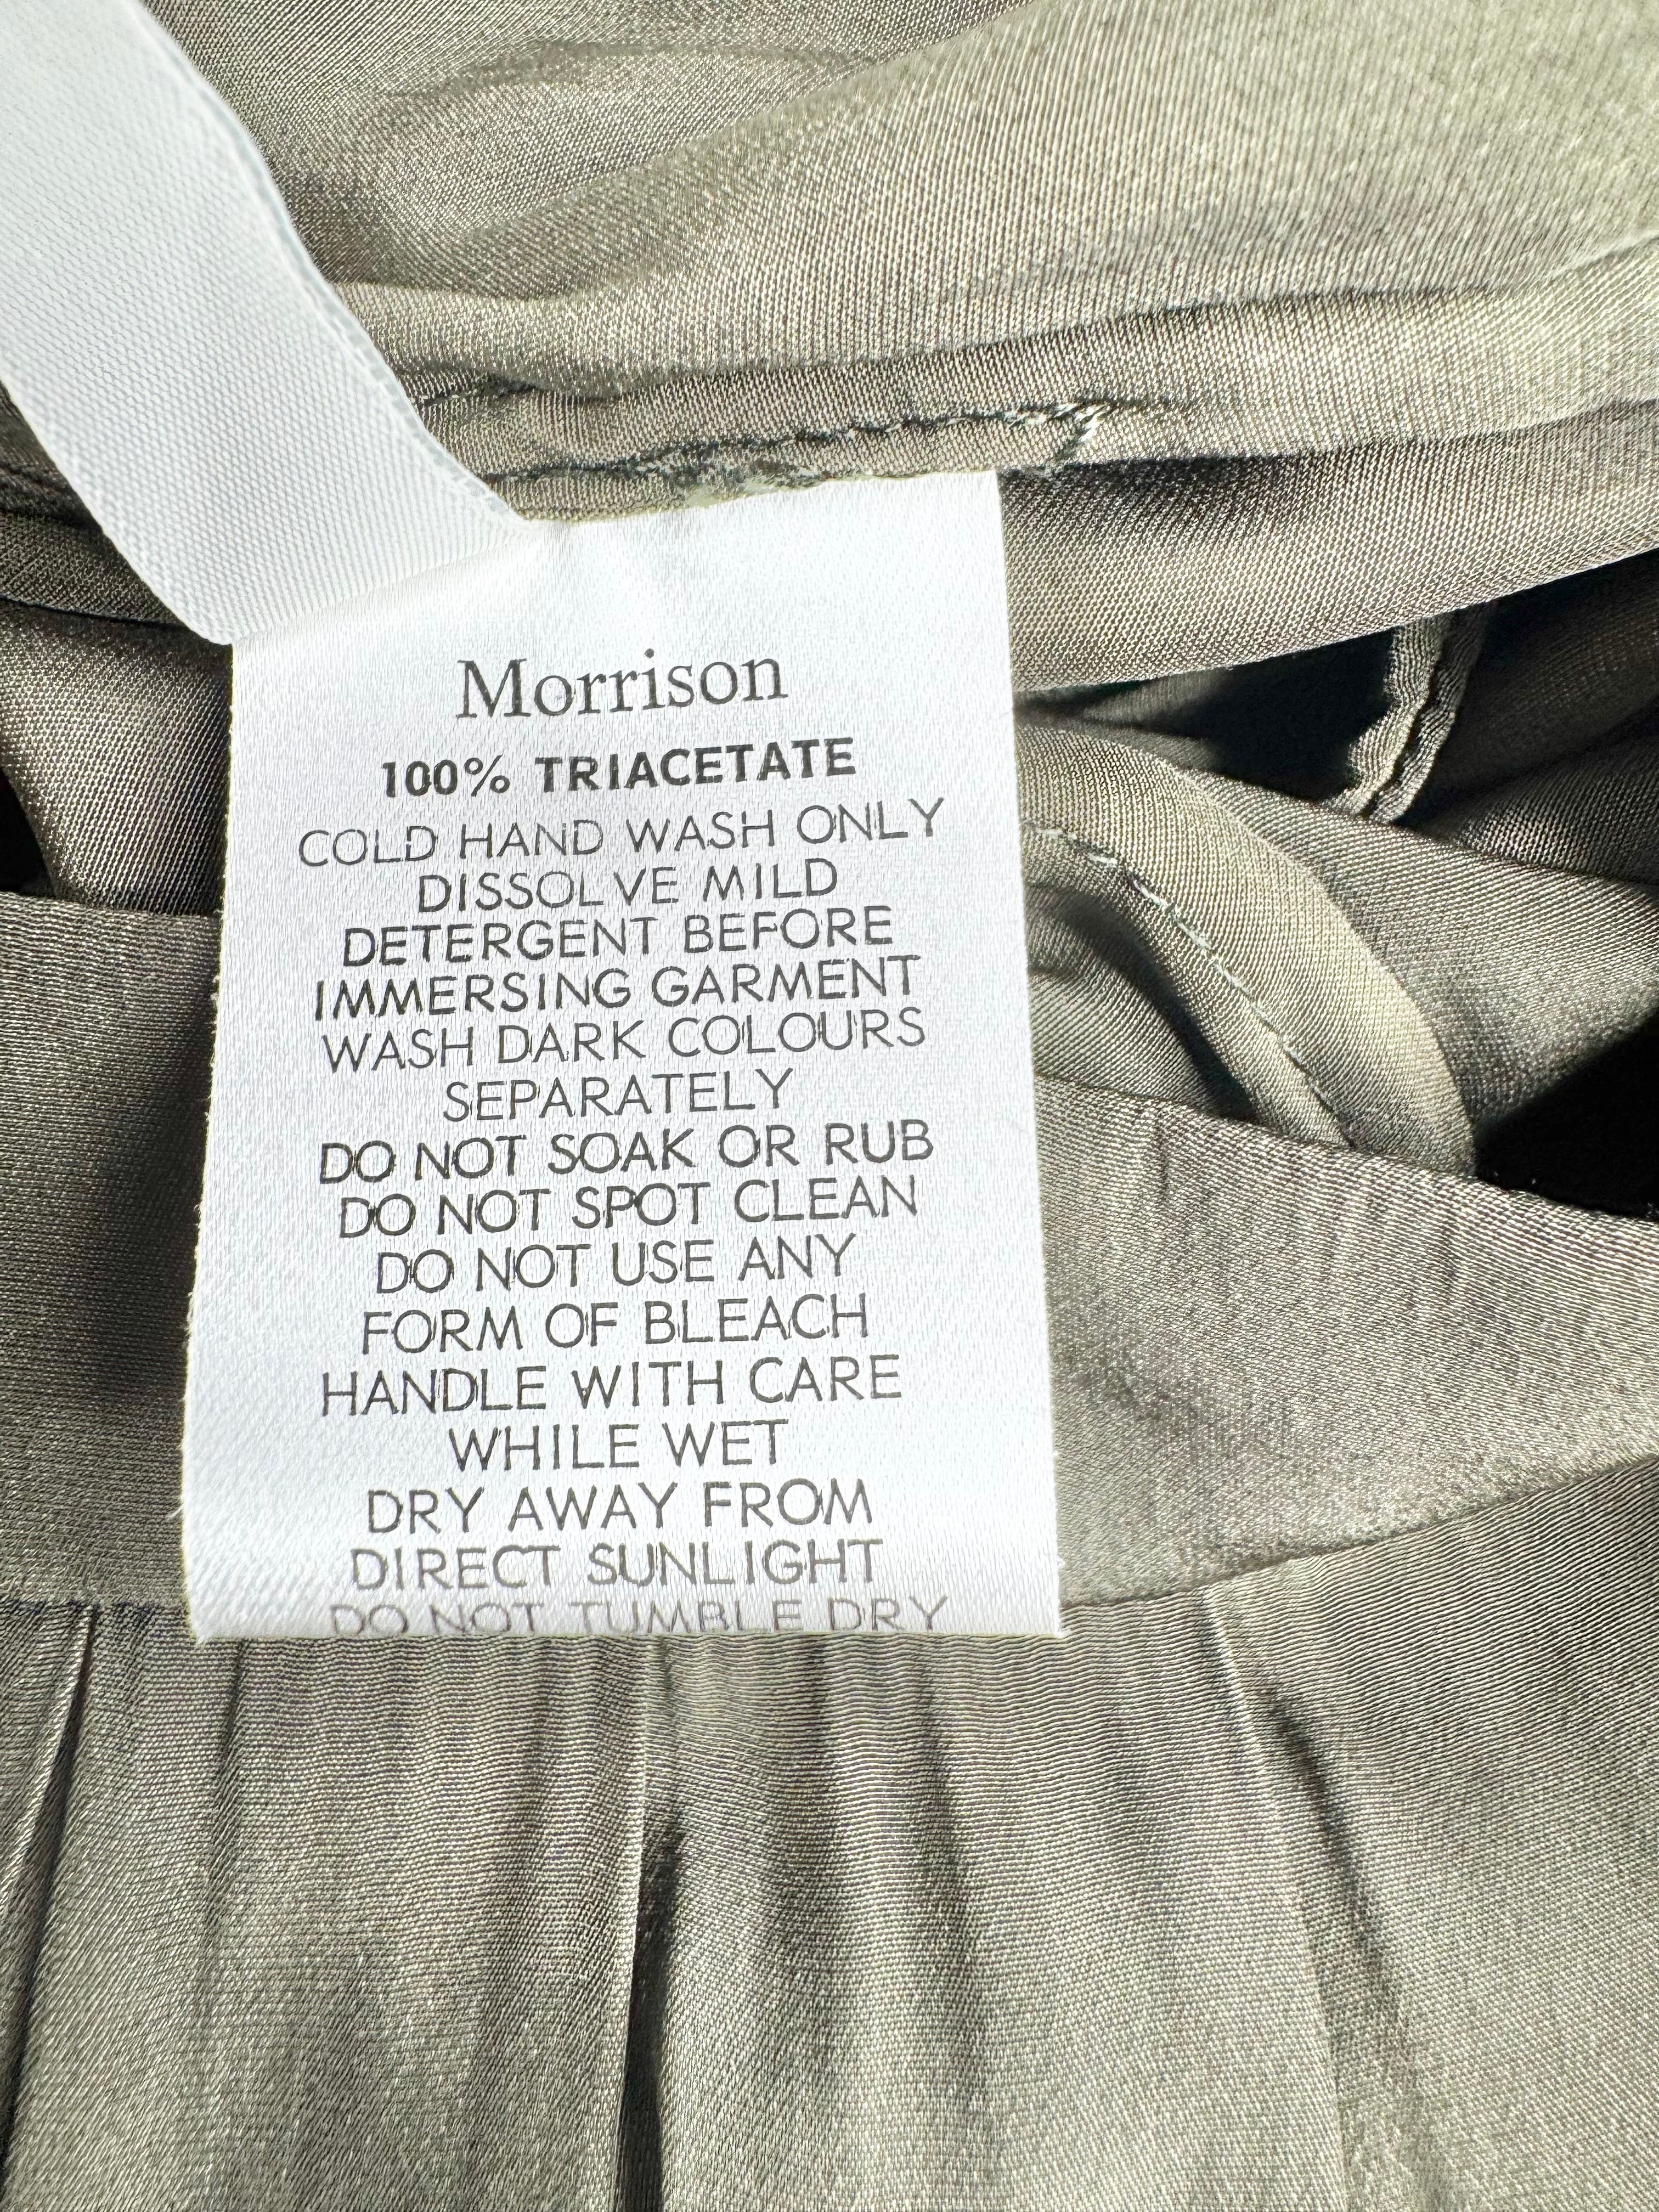 Morrison
100% TRIACETATE
COLD HAND WASH ONLY
DISSOLVE MILD
DETERGENT BEFORE
IMMERSING GARMENT
WASH DARK COLOURS
SEPARATELY
DO NOT SOAK OR RUB
DO NOT SPOT CLEAN
DO NOT USE ANY
FORM OF BLEACH
HANDLE WITH CARE
WHILE WET
DRY AWAY FROM
DIRECT SUNLIGHT
DO NOT TUMBLE DRY